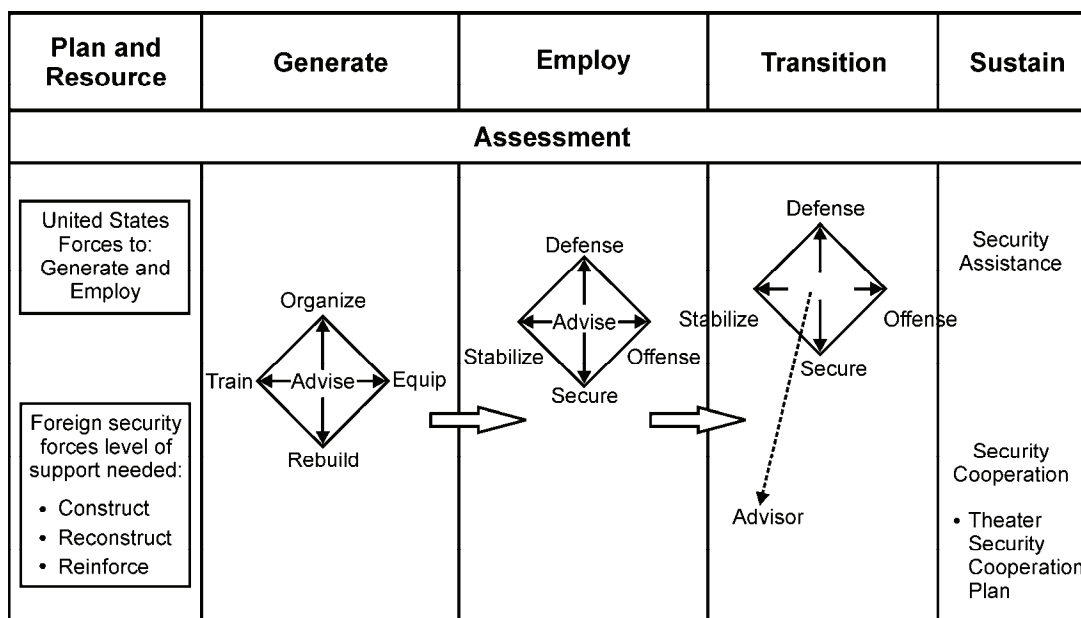 Plan and
Resource
Generate
Employ
Transition
Sustain
Assessment
United States
Forces to:
Generate and
Employ
Foreign security
forces level of
support needed:
• Construct
• Reconstruct
• Reinforce
Organize
Train
Advise
Equip
Rebuild
Defense
Advise
Stabilize
Offense
Secure
Defense
Stabilize
Offense
Secure
Advisor
Security
Assistance
Security
Cooperation
• Theater
Security
Cooperation
Plan